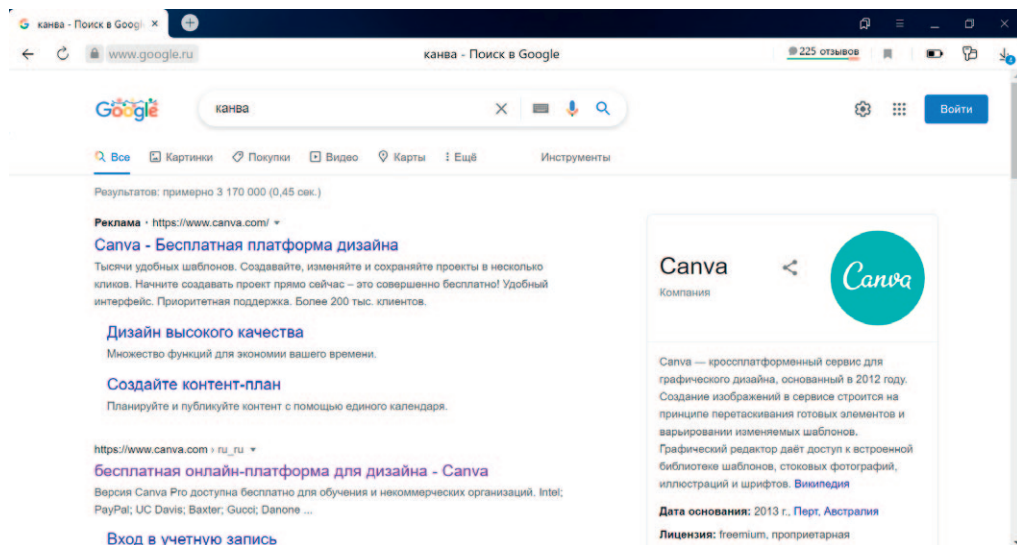 канва - Поиск в Googl
www.google.ru
канва - Поиск в Google
225 отзывов
Google
канва
Войти
Все Картинки Покупки Видео Карты Ещё Инструменты
Результатов: примерно 3 170 000 (0,45 сек.)
Реклама · https://www.canva.com/
Canva - Бесплатная платформа дизайна
Тысячи удобных шаблонов. Создавайте, изменяйте и сохраняйте проекты в несколько
кликов. Начните создавать проект прямо сейчас – это совершенно бесплатно! Удобный
интерфейс. Приоритетная поддержка. Более 200 тыс. клиентов.
Дизайн высокого качества
Множество функций для экономии вашего времени.
Создайте контент-план
Планируйте и публикуйте контент с помощью единого календаря.
https://www.canva.com › ru_ru
бесплатная онлайн-платформа для дизайна - Canva
Версия Canva Pro доступна бесплатно для обучения и некоммерческих организаций. Intel;
PayPal; UC Davis; Baxter; Gucci; Danone ...
Вход в учетную запись
Canva
Компания
Canva
Canva — кроссплатформенный сервис для
графического дизайна, основанный в 2012 году.
Создание изображений в сервисе строится на
принципе перетаскивания готовых элементов и
варьировании изменяемых шаблонов.
Графический редактор даёт доступ к встроенной
библиотеке шаблонов, стоковых фотографий,
иллюстраций и шрифтов. Википедия
Дата основания: 2013 г., Перт, Австралия
Лицензия: freemium, проприетарная